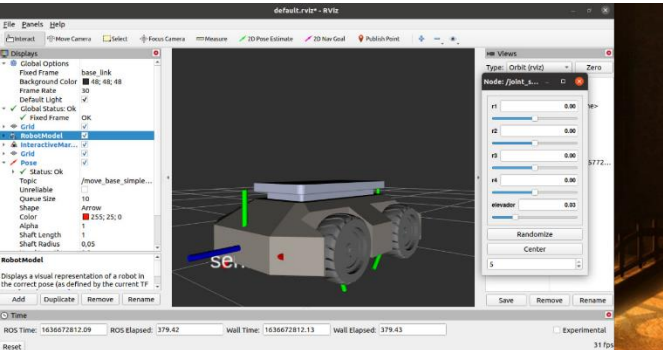 default.rviz* - RViz
File Panels Help
Interact Move Camera Select Focus Camera Measure 2D Pose Estimate 2D Nav Goal Publish Point
Displays
Global Options
Fixed Frame base_link
Background Color 48; 48; 48
Frame Rate 30
Default Light
Global Status: Ok
Fixed Frame OK
Grid
RobotModel
InteractiveMar...
Grid
Pose
Status: Ok
Topic /move_base_simple...
Unreliable
Queue Size 10
Shape Arrow
Color 255; 25; 0
Alpha 1
Shaft Length 1
Shaft Radius 0,05
RobotModel
Displays a visual representation of a robot in
the correct pose (as defined by the current TF
Add Duplicate Remove Rename
Views
Type: Orbit (rviz) Zero
Node: /joint_s...
r1 0.00
r2 0.00
r3 0.00
r4 0.00
elevador 0.03
Randomize
Center
5
5772...
Save Remove Rename
Time
ROS Time: 1636672812.09 ROS Elapsed: 379.42 Wall Time: 1636672812.13 Wall Elapsed: 379.43 Experimental
Reset 31 fps